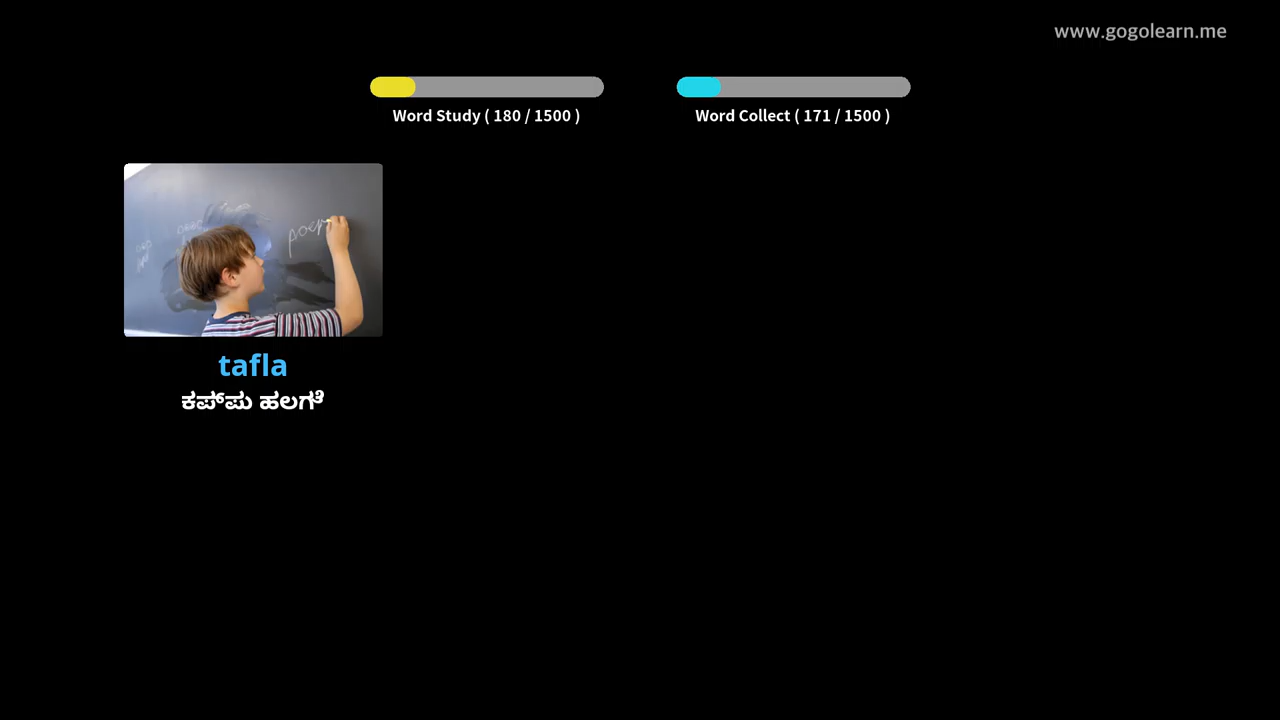 www.gogolearn.me
Word Study ( 180 / 1500 )
Word Collect ( 171 / 1500 )
tafla
ಕಪ್ಪು ಹಲಗೆ